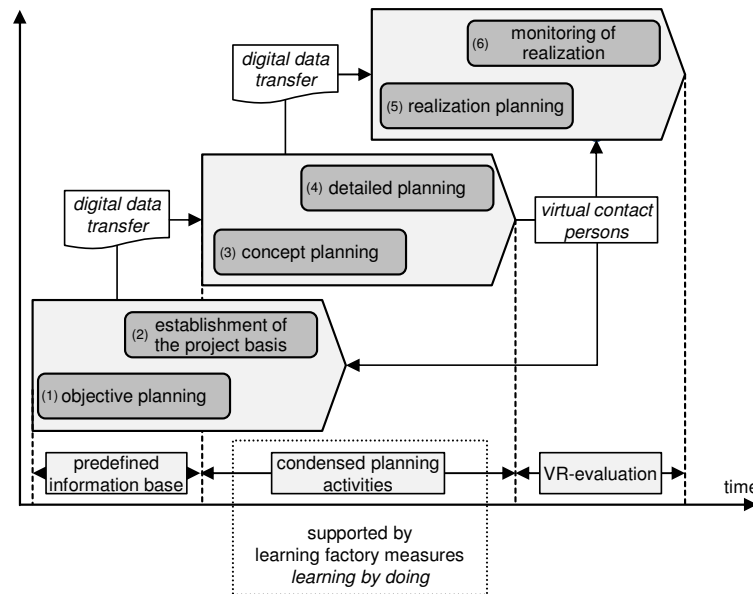 (6) monitoring of
realization
digital data
transfer
(5) realization planning
(4) detailed planning
digital data
transfer
virtual contact
persons
(3) concept planning
(2) establishment of
the project basis
(1) objective planning
predefined
information base
condensed planning
activities
VR-evaluation
time
supported by
learning factory measures
learning by doing